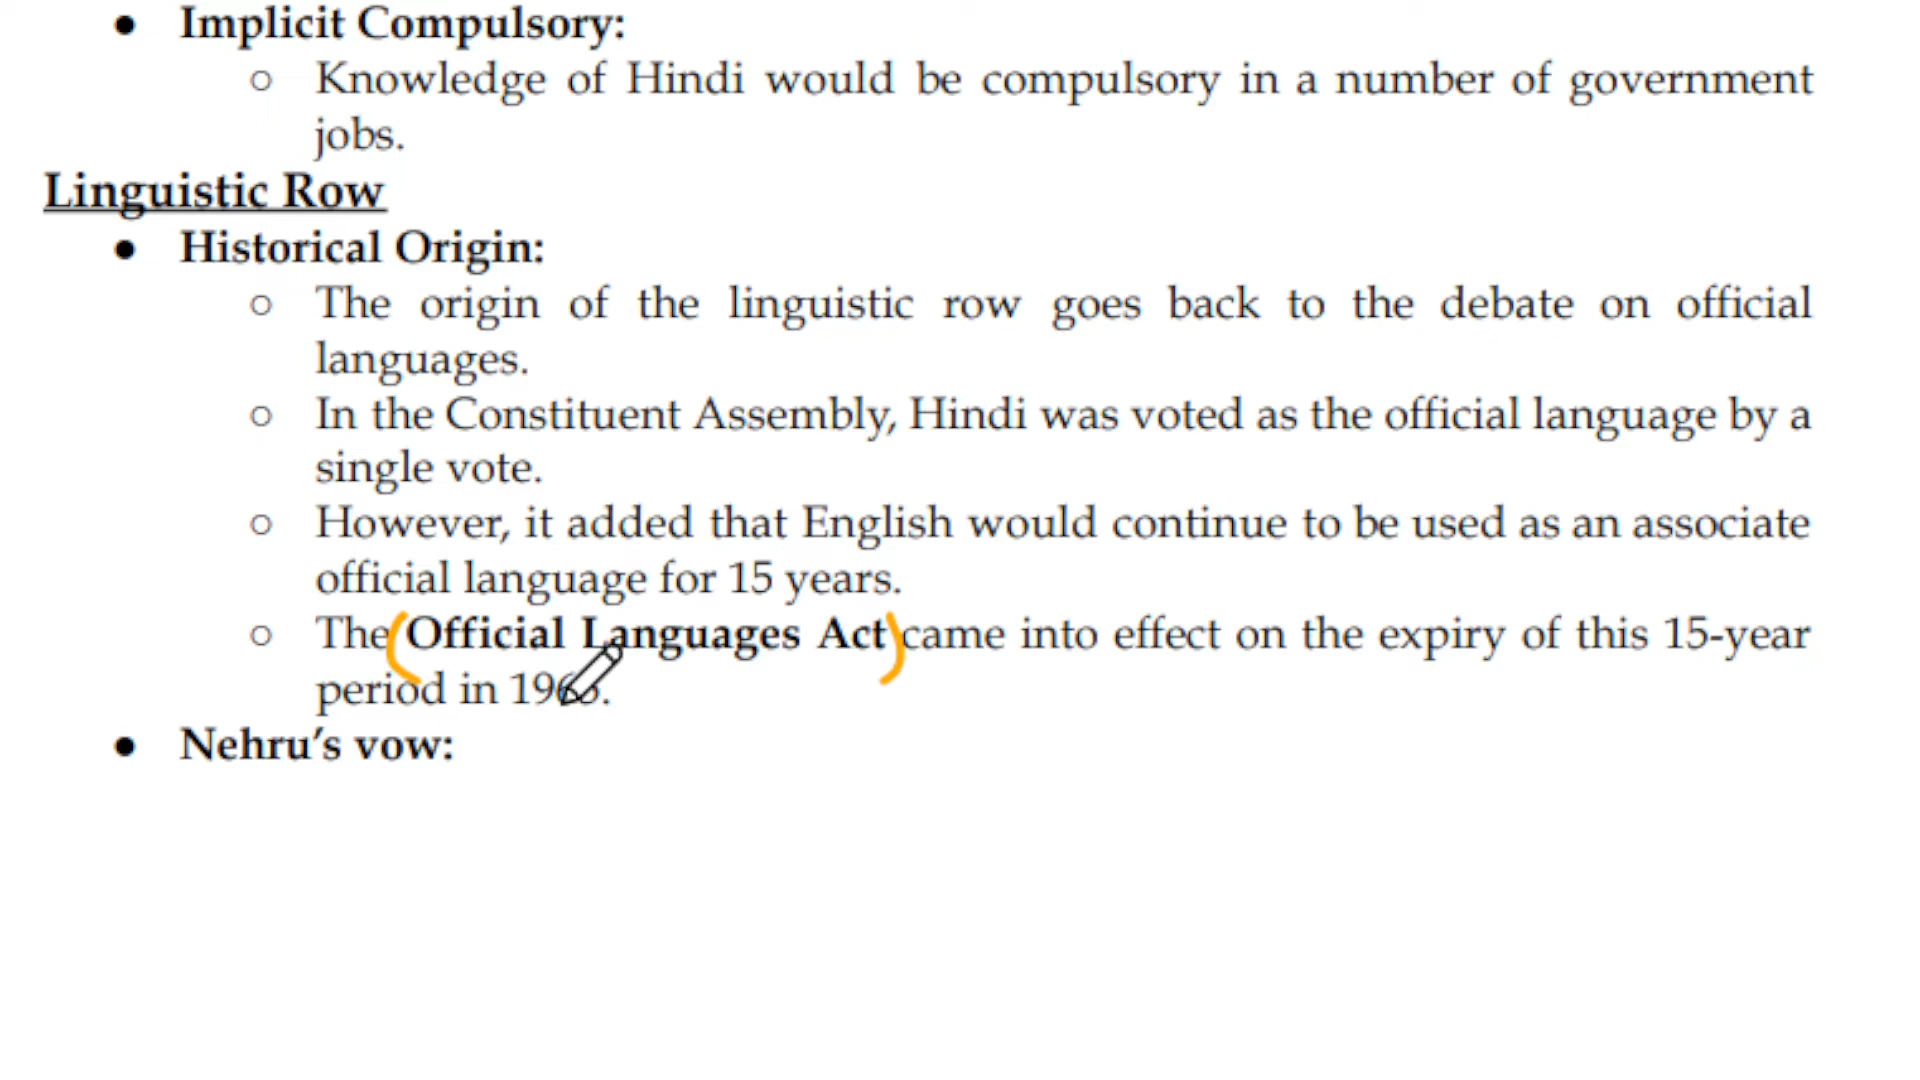 ● Implicit Compulsory:
○ Knowledge of Hindi would be compulsory in a number of government
jobs.
Linguistic Row
● Historical Origin:
○ The origin of the linguistic row goes back to the debate on official
languages.
○ In the Constituent Assembly, Hindi was voted as the official language by a
single vote.
○ However, it added that English would continue to be used as an associate
official language for 15 years.
○ The (Official Languages Act) came into effect on the expiry of this 15-year
period in
● Nehru's vow: